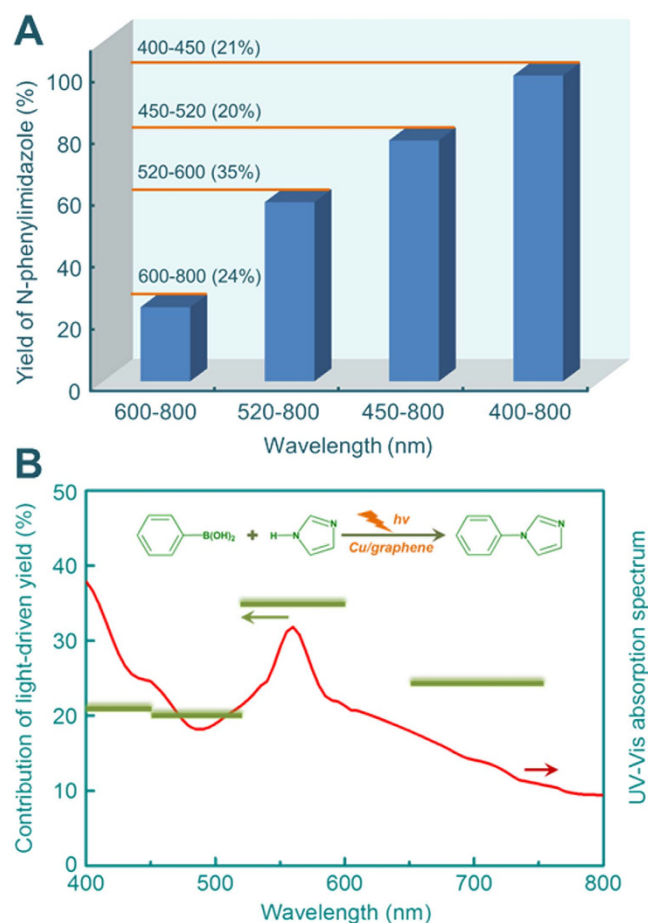 A
Yield of N-phenylimidazole (%)
100
80
60
40
20
0
400-450 (21%)
450-520 (20%)
520-600 (35%)
600-800 (24%)
600-800 520-800 450-800 400-800
Wavelength (nm)
B
Contribution of light-driven yield (%)
50
40
30
20
10
0
B(OH)₂ + H N N hv N N
Cu/graphene
UV-Vis absorption spectrum
400 500 600 700 800
Wavelength (nm)